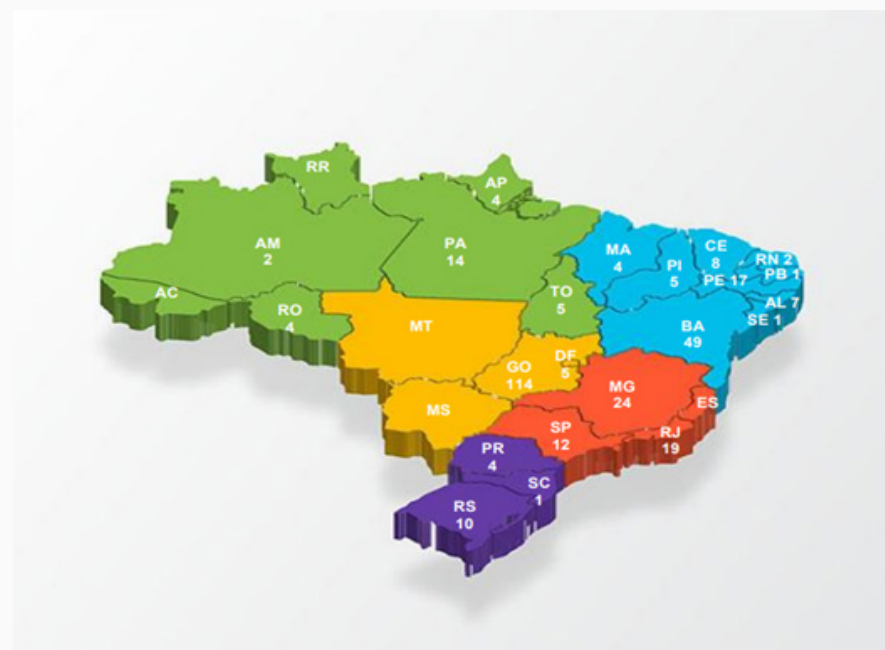 RR
AP
4
AM
2
PA
14
MA
4
CE
8
RN 2
PI
5
PE 17
PB 1
AC
RO
4
TO
5
AL 7
SE 1
MT
BA
49
DF
5
GO
114
MG
24
MS
ES
SP
12
RJ
19
PR
4
SC
1
RS
10